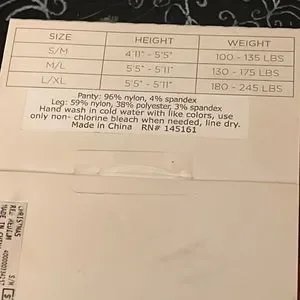 SIZE HEIGHT WEIGHT
S/M 4'11" - 5'5" 100 - 135 LBS
M/L 5'5" - 5'11" 130 - 175 LBS
L/XL 5'5" - 5'11" 180 - 245 LBS
Panty: 96% nylon, 4% spandex
Leg: 59% nylon, 38% polyester, 3% spandex
Hand wash in cold water with like colors, use
only non- chlorine bleach when needed, line dry.
Made in China RN# 145161
CHRISTMAS
MADE IN
S/M